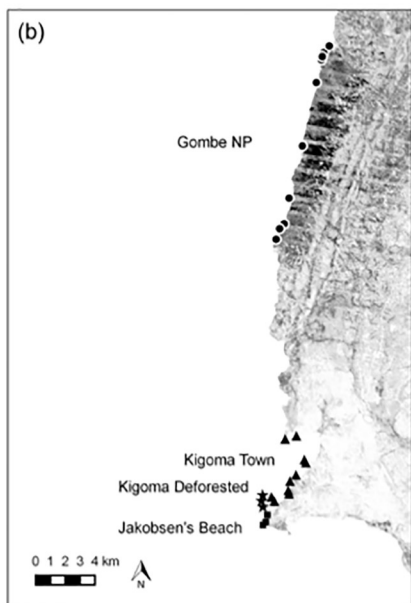 (b)
Gombe NP
Kigoma Town
Kigoma Deforested
Jakobsen's Beach
0 1 2 3 4 km
N